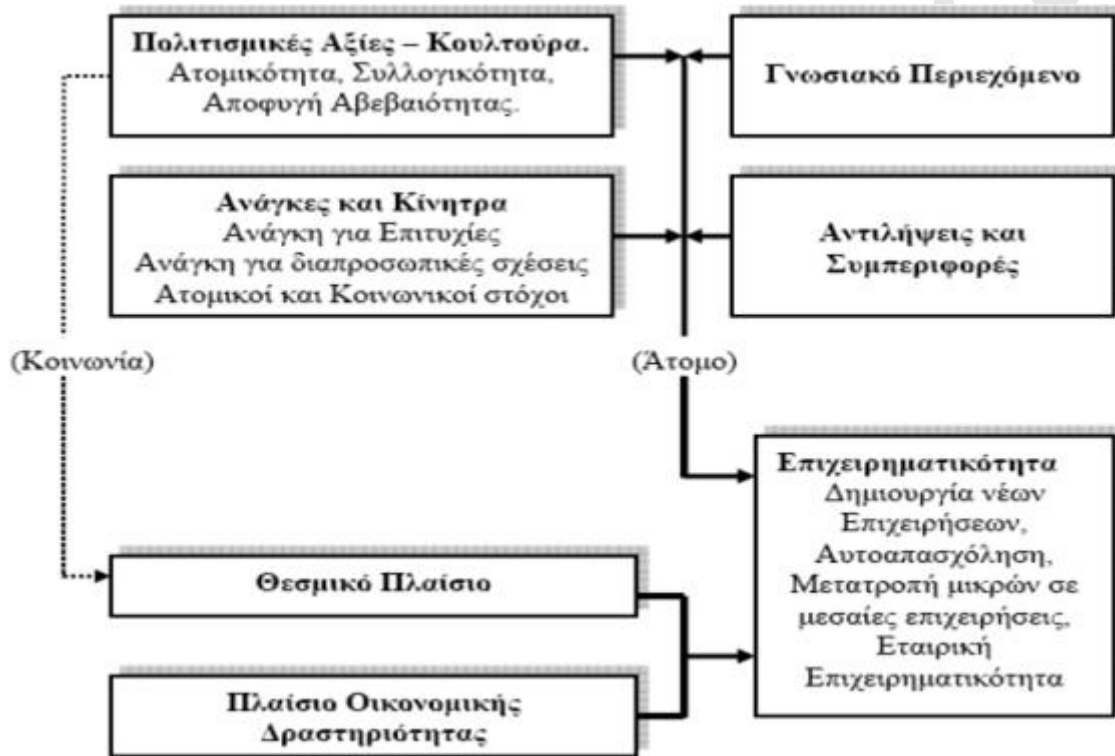 Πολιτισμικές Αξίες – Κουλτούρα.
Ατομικότητα, Συλλογικότητα,
Αποφυγή Αβεβαιότητας.
Γνωσιακό Περιεχόμενο
Ανάγκες και Κίνητρα
Ανάγκη για Επιτυχίες
Ανάγκη για διαπροσωπικές σχέσεις
Ατομικοί και Κοινωνικοί στόχοι
Αντιλήψεις και
Συμπεριφορές
(Κοινωνία)
(Άτομο)
Επιχειρηματικότητα
Δημιουργία νέων
Επιχειρήσεων,
Αυτοαπασχόληση,
Μετατροπή μικρών σε
μεσαίες επιχειρήσεις,
Εταιρική
Επιχειρηματικότητα
Θεσμικό Πλαίσιο
Πλαίσιο Οικονομικής
Δραστηριότητας